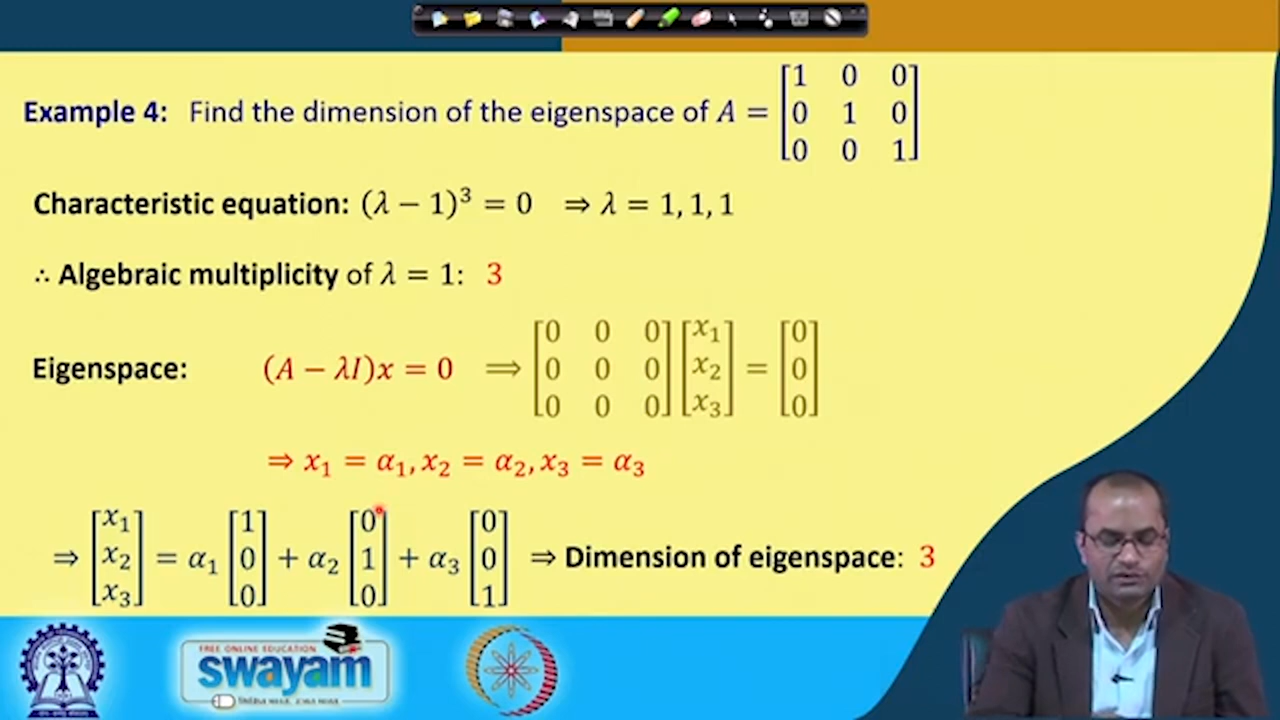 Example 4: Find the dimension of the eigenspace of A = [1 0 0; 0 1 0; 0 0 1]
Characteristic equation: (λ − 1)³ = 0 ⇒ λ = 1, 1, 1
∴ Algebraic multiplicity of λ = 1: 3
Eigenspace: (A − λI)x = 0 ⟹ [0 0 0; 0 0 0; 0 0 0] [x₁; x₂; x₃] = [0; 0; 0]
⇒ x₁ = α₁, x₂ = α₂, x₃ = α₃
⇒ [x₁; x₂; x₃] = α₁ [1; 0; 0] + α₂ [0; 1; 0] + α₃ [0; 0; 1] ⇒ Dimension of eigenspace: 3
FREE ONLINE EDUCATION
swayam